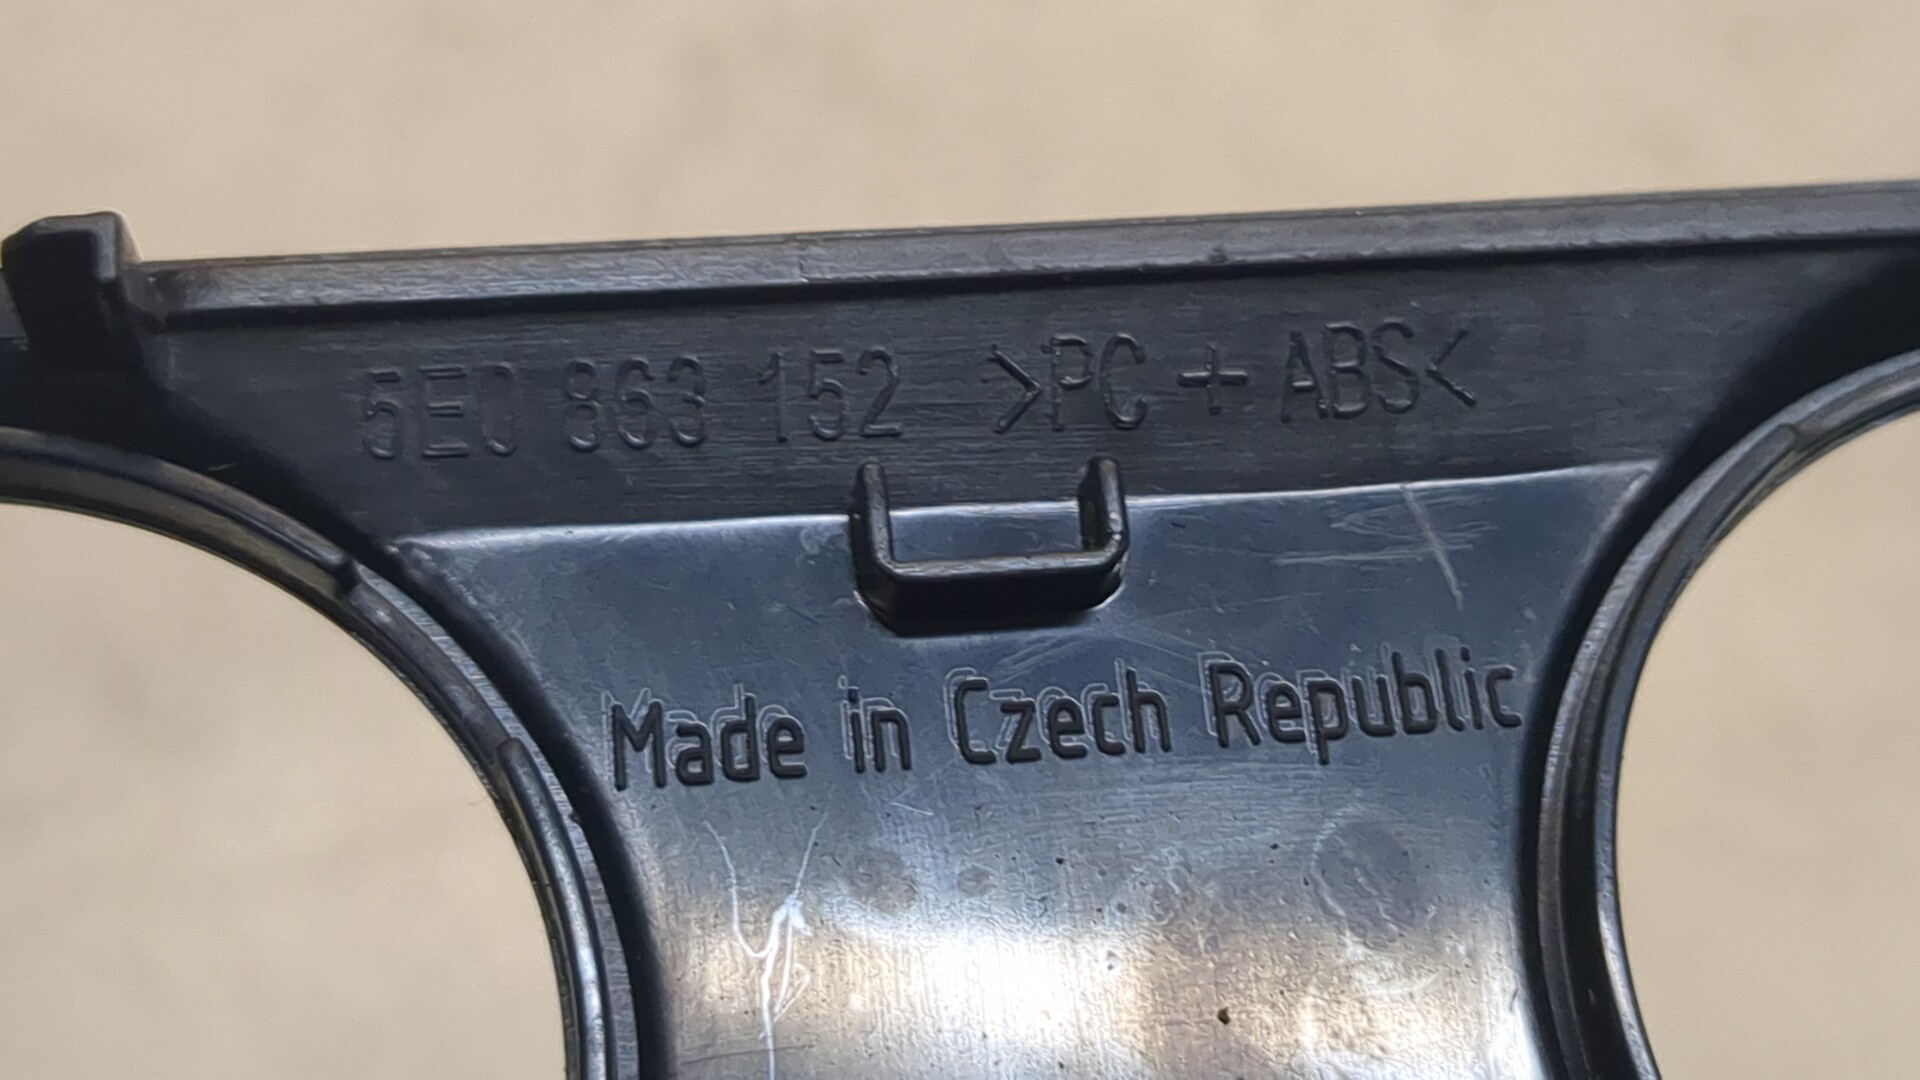 5E0 863 152 >PC + ABS<
Made in Czech Republic